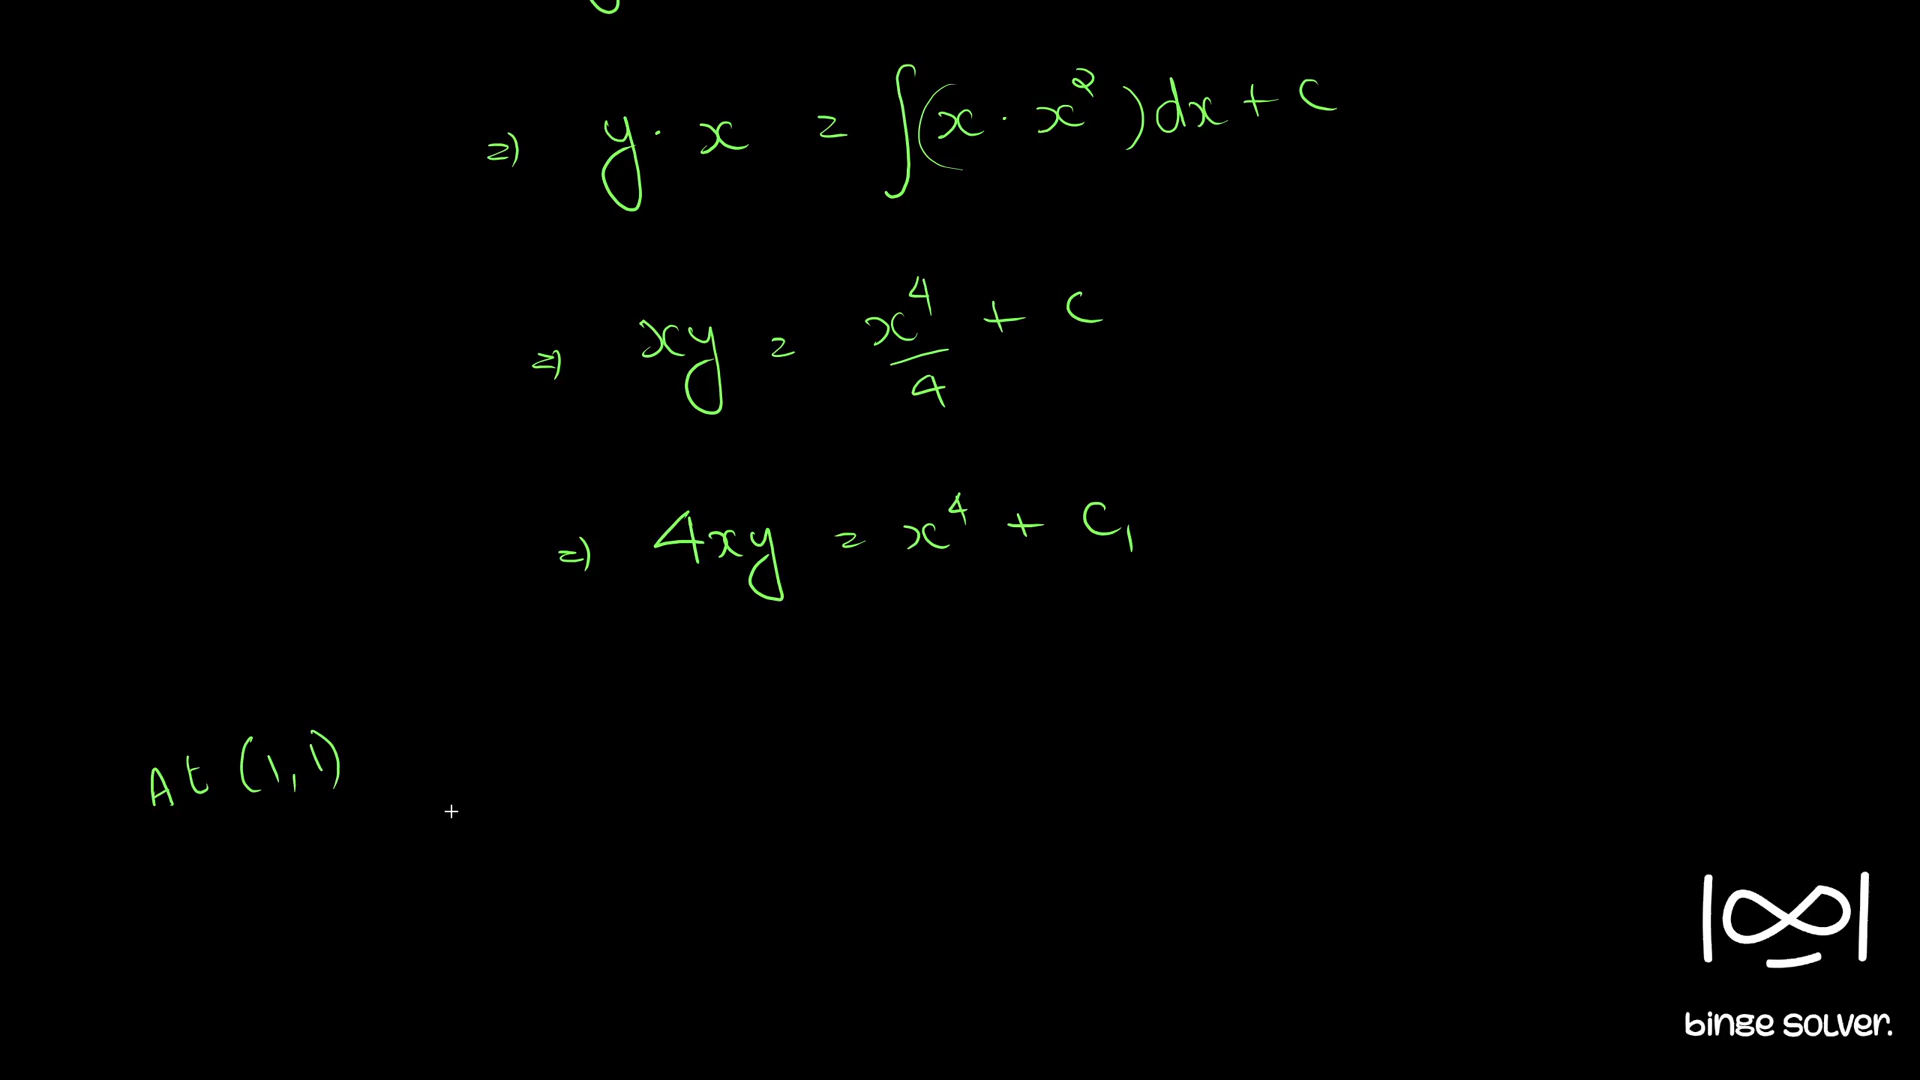 ⇒ y · x = ∫(x · x²)dx + c
⇒ xy = x⁴/4 + c
⇒ 4xy = x⁴ + c₁
At (1,1)
binge solver.